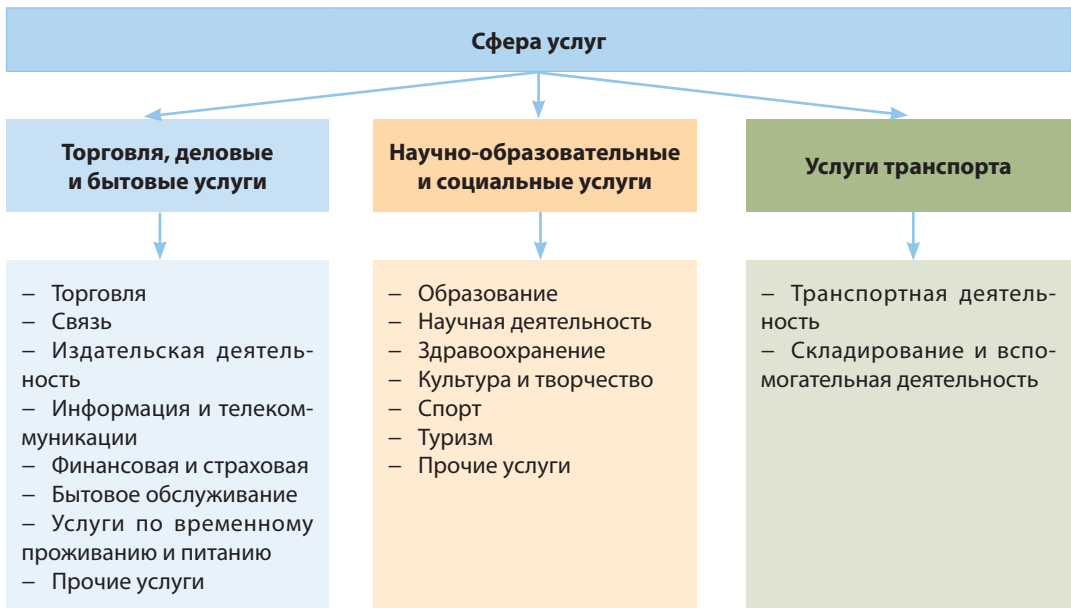 Сфера услуг
Торговля, деловые
и бытовые услуги
– Торговля
– Связь
– Издательская деятель-
ность
– Информация и телеком-
муникации
– Финансовая и страховая
– Бытовое обслуживание
– Услуги по временному
проживанию и питанию
– Прочие услуги
Научно-образовательные
и социальные услуги
– Образование
– Научная деятельность
– Здравоохранение
– Культура и творчество
– Спорт
– Туризм
– Прочие услуги
Услуги транспорта
– Транспортная деятель-
ность
– Складирование и вспо-
могательная деятельность